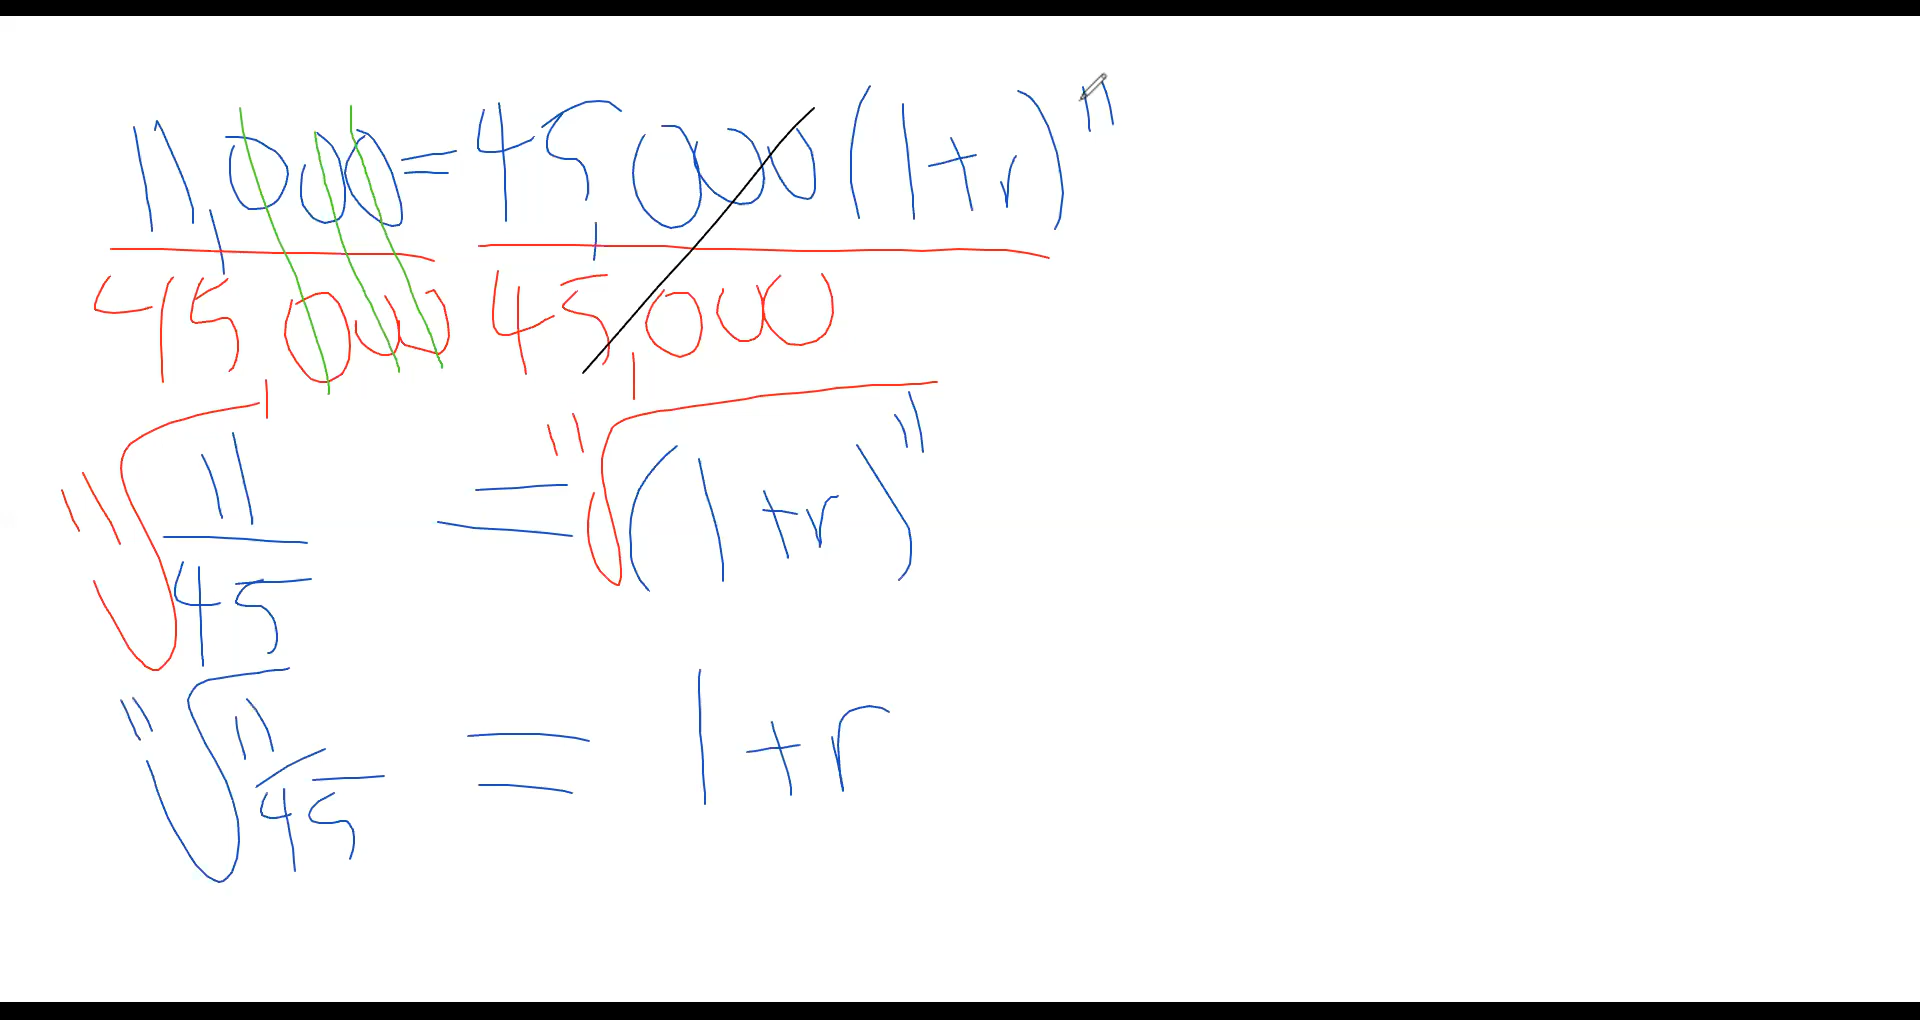 11,000 = 45,000 (1+r)^11
45,000 45,000
11√ 11/45 = 11√ (1+r)^11
11√ 11/45 = 1+r